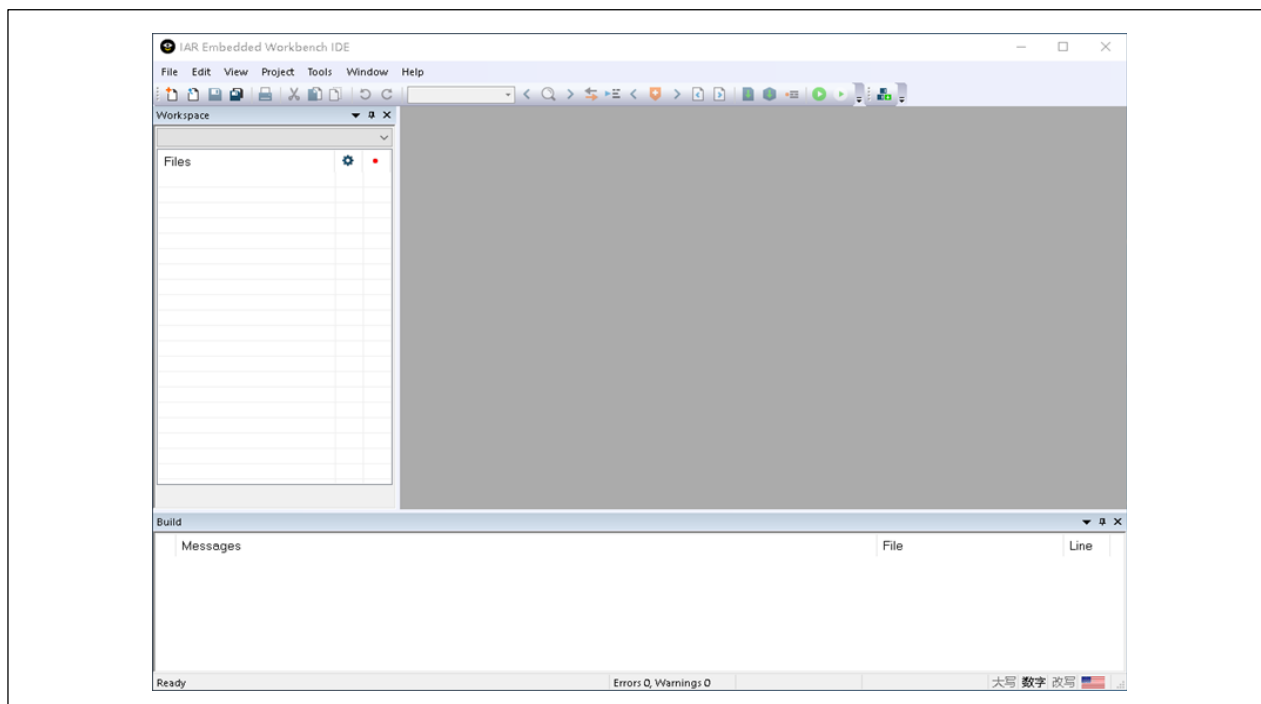 IAR Embedded Workbench IDE
File Edit View Project Tools Window Help
Workspace
Files
Build
Messages File Line
Ready Errors 0, Warnings 0 大写 数字 改写